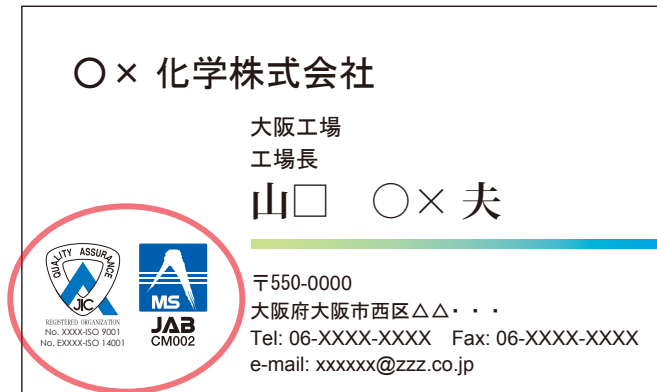 〇× 化学株式会社
大阪工場
工場長
山□　〇× 夫
QUALITY ASSURANCE
JIC
REGISTERED ORGANIZATION
No. XXXX-ISO 9001
No. EXXXX-ISO 14001
MS
JAB
CM002
〒550-0000
大阪府大阪市西区△△・・・
Tel: 06-XXXX-XXXX　Fax: 06-XXXX-XXXX
e-mail: xxxxxx@zzz.co.jp